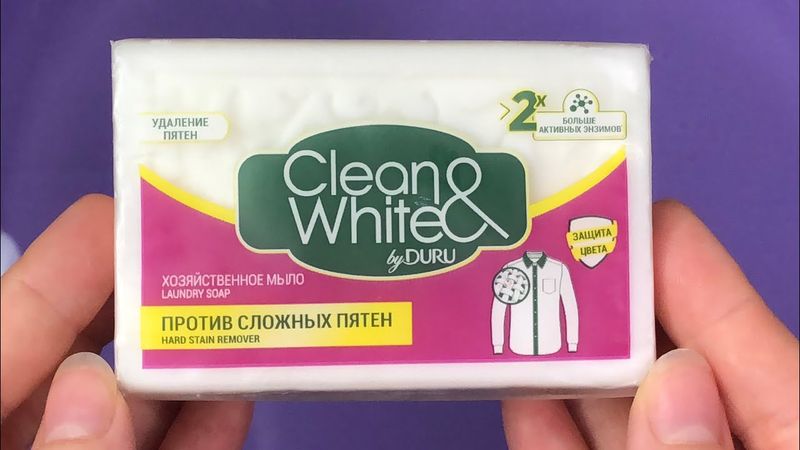 УДАЛЕНИЕ
ПЯТЕН
>2X
БОЛЬШЕ
АКТИВНЫХ ЭНЗИМОВ
Clean &
White
by DURU
ЗАЩИТА
ЦВЕТА
ХОЗЯЙСТВЕННОЕ МЫЛО
LAUNDRY SOAP
ПРОТИВ СЛОЖНЫХ ПЯТЕН
HARD STAIN REMOVER